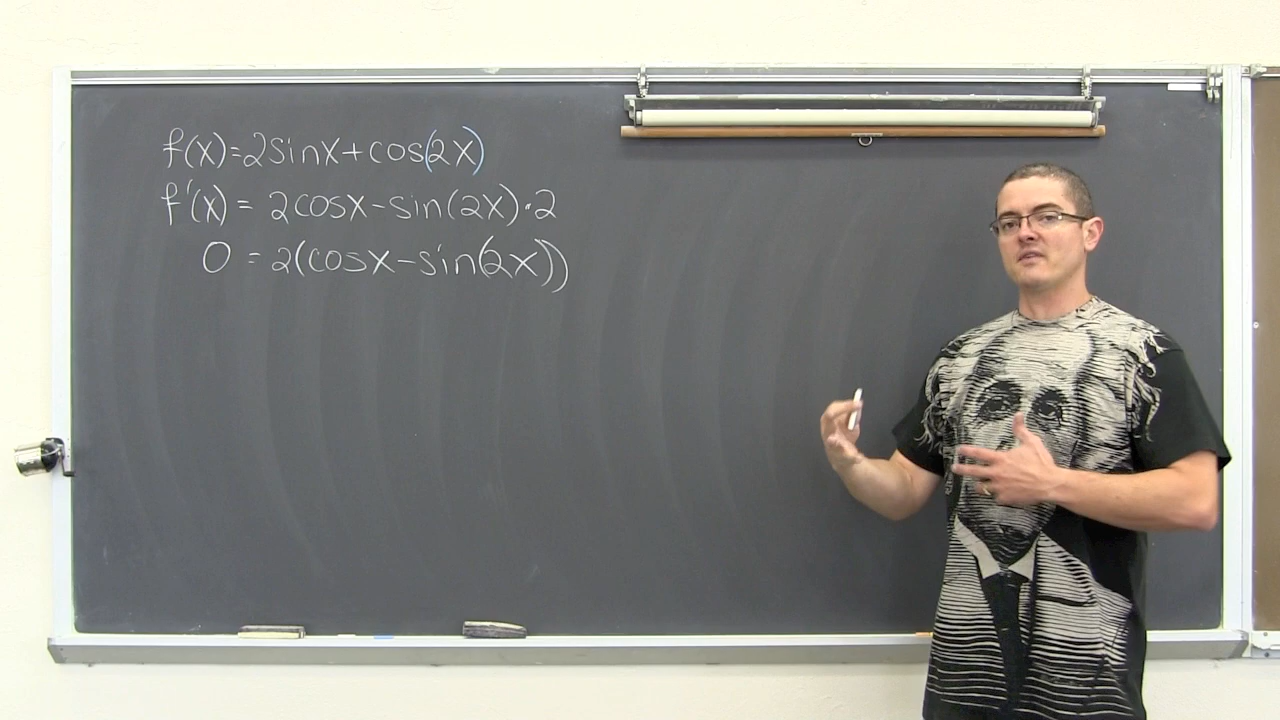 f(x)=2sinx+cos(2x)
f'(x) = 2cosx-sin(2x)·2
0 = 2(cosx-sin(2x))